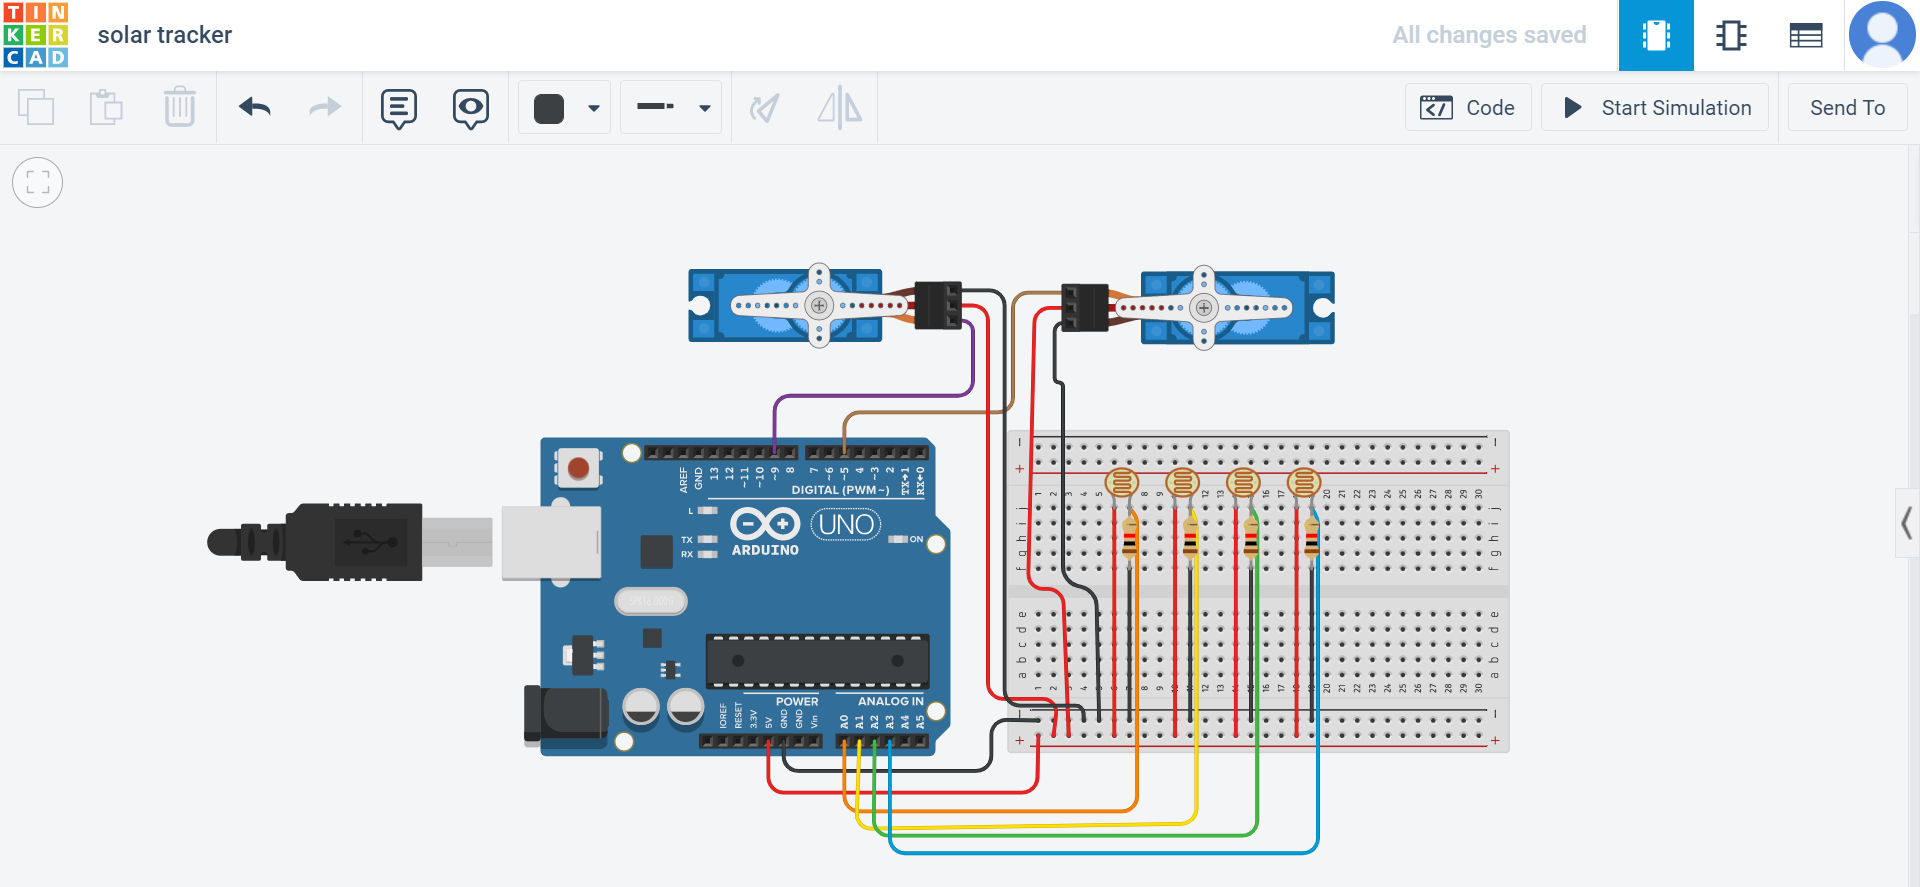 TIN
KER
CAD
solar tracker
All changes saved
Code
Start Simulation
Send To
AREF
GND
13
12
~11
~10
~9
8
7
~6
~5
4
~3
2
TX→1
RX←0
DIGITAL (PWM~)
L
TX
RX
ARDUINO
UNO
ON
POWER
ANALOG IN
IOREF
RESET
3.3V
5V
GND
GND
Vin
A0
A1
A2
A3
A4
A5
1 2 3 4 5 8 9 12 13 16 17 20 21 22 23 24 25 26 27 28 29 30
j
i
h
g
f
e
d
c
b
a